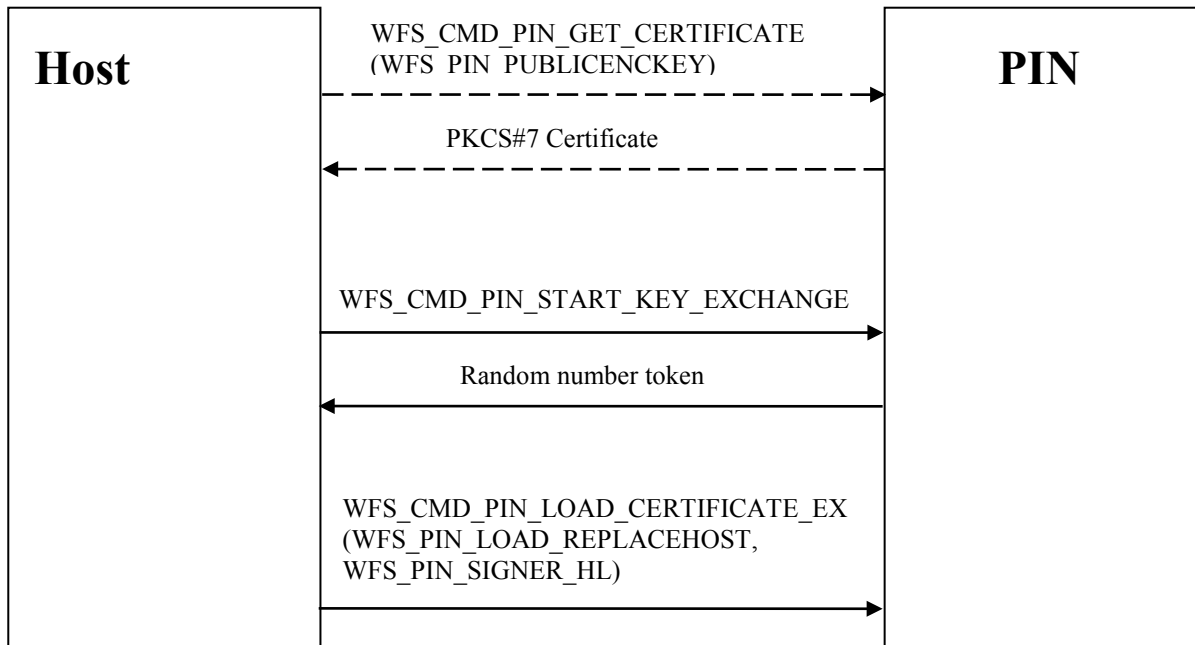 WFS_CMD_PIN_GET_CERTIFICATE
(WFS_PIN_PUBLICENCKEY)
Host
PIN
PKCS#7 Certificate
WFS_CMD_PIN_START_KEY_EXCHANGE
Random number token
WFS_CMD_PIN_LOAD_CERTIFICATE_EX
(WFS_PIN_LOAD_REPLACEHOST,
WFS_PIN_SIGNER_HL)